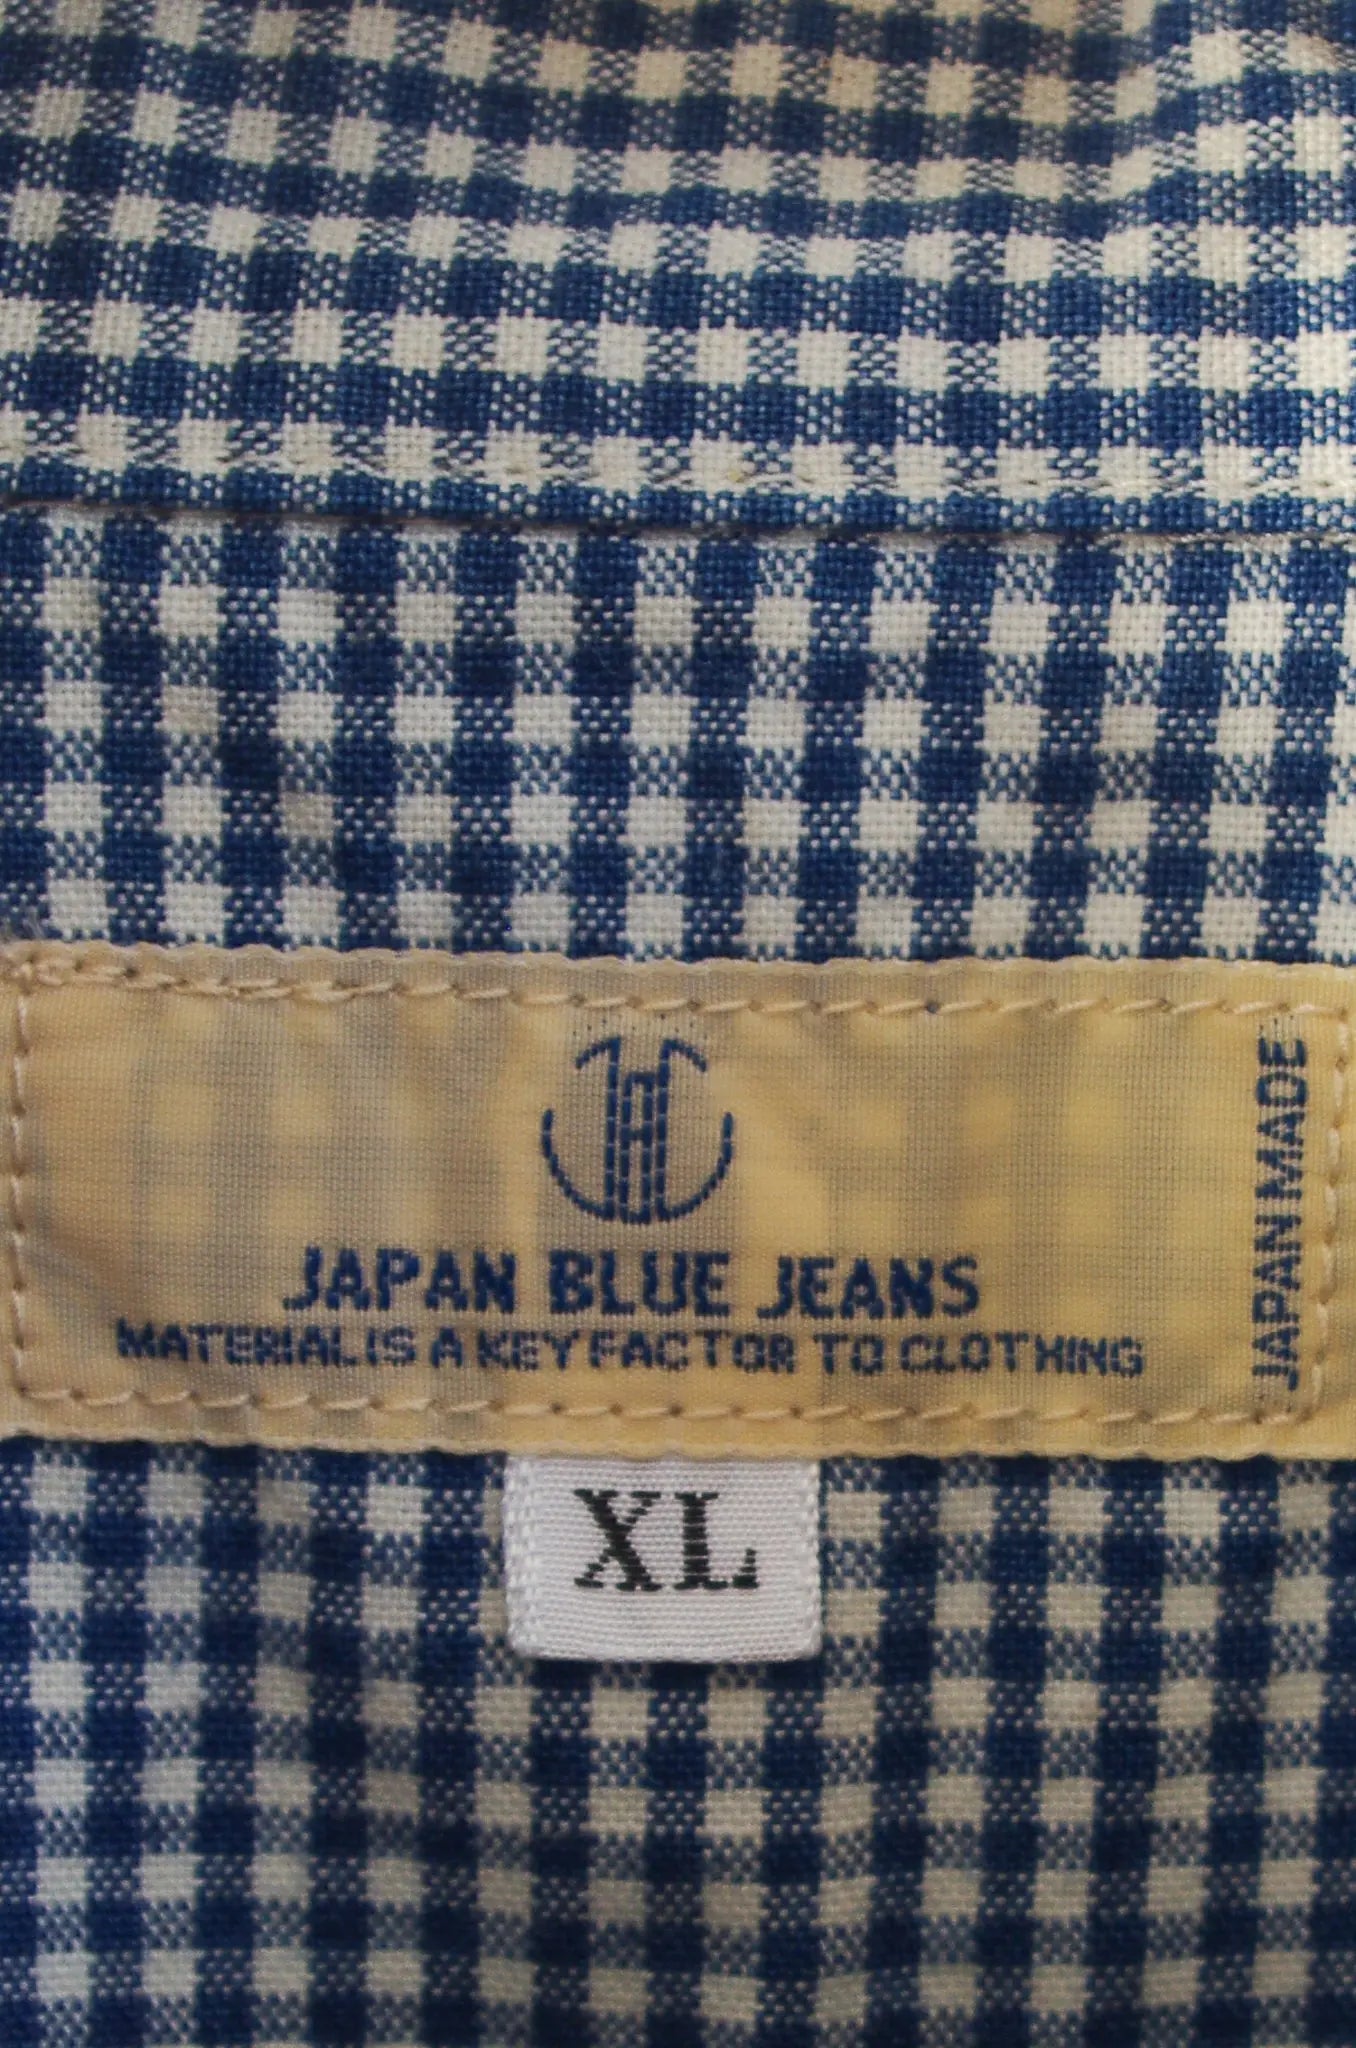 JAPAN BLUE JEANS
MATERIAL IS A KEY FACTOR TO CLOTHING
JAPAN MADE
XL